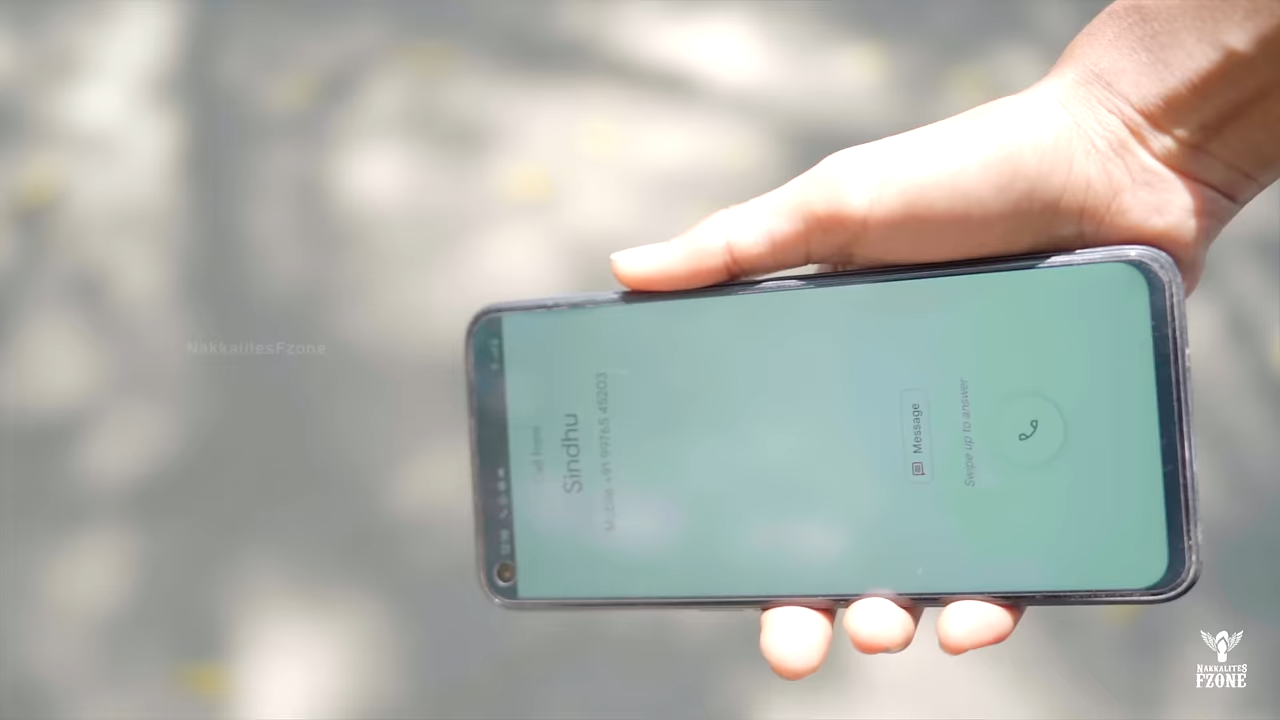 Call from
Sindhu
Mobile +91 99765 45203
Message
Swipe up to answer
NakkalitesFzone
NAKKALITES
FZONE